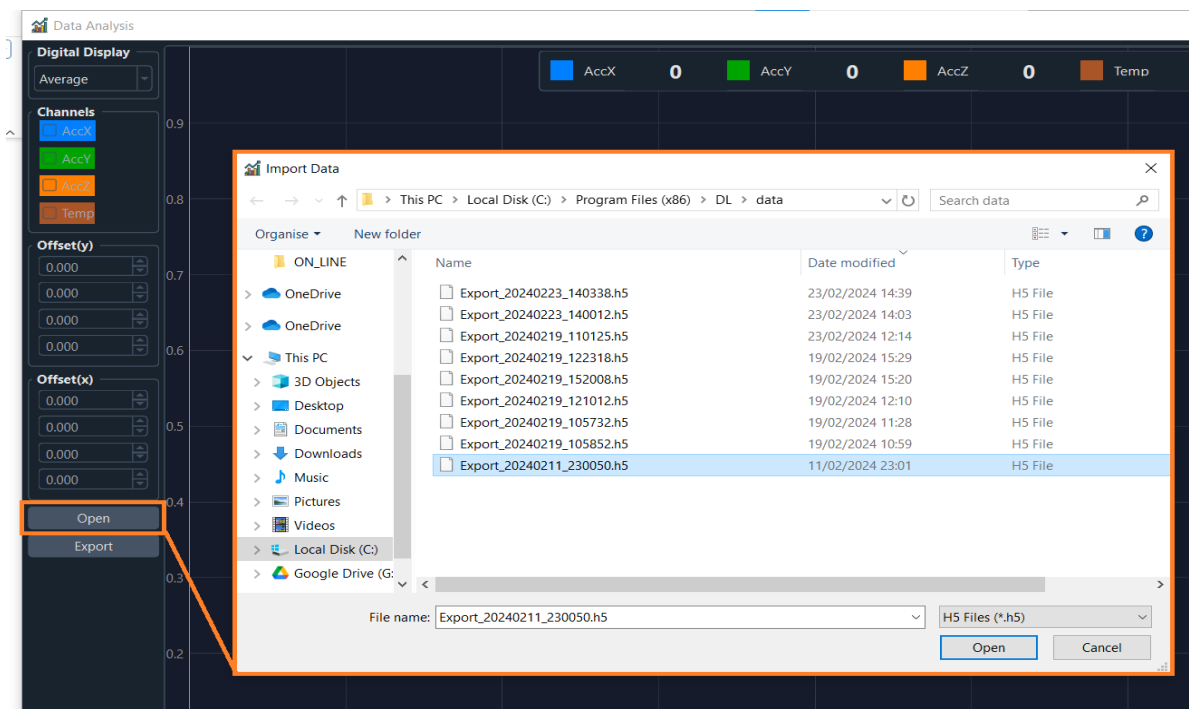 Data Analysis
Digital Display
Average
Channels
AccX
AccY
AccZ
Temp
Offset(y)
0.000
0.000
0.000
0.000
Offset(x)
0.000
0.000
0.000
0.000
Open
Export
AccX 0 AccY 0 AccZ 0 Temp
0.9
0.8
0.7
0.6
0.5
0.4
0.3
0.2
Import Data
This PC > Local Disk (C:) > Program Files (x86) > DL > data
Search data
Organise New folder
ON_LINE
OneDrive
OneDrive
This PC
3D Objects
Desktop
Documents
Downloads
Music
Pictures
Videos
Local Disk (C:)
Google Drive (G:
Name Date modified Type
Export_20240223_140338.h5 23/02/2024 14:39 H5 File
Export_20240223_140012.h5 23/02/2024 14:03 H5 File
Export_20240219_110125.h5 23/02/2024 12:14 H5 File
Export_20240219_122318.h5 19/02/2024 15:29 H5 File
Export_20240219_152008.h5 19/02/2024 15:20 H5 File
Export_20240219_121012.h5 19/02/2024 12:10 H5 File
Export_20240219_105732.h5 19/02/2024 11:28 H5 File
Export_20240219_105852.h5 19/02/2024 10:59 H5 File
Export_20240211_230050.h5 11/02/2024 23:01 H5 File
File name: Export_20240211_230050.h5 H5 Files (*.h5)
Open Cancel